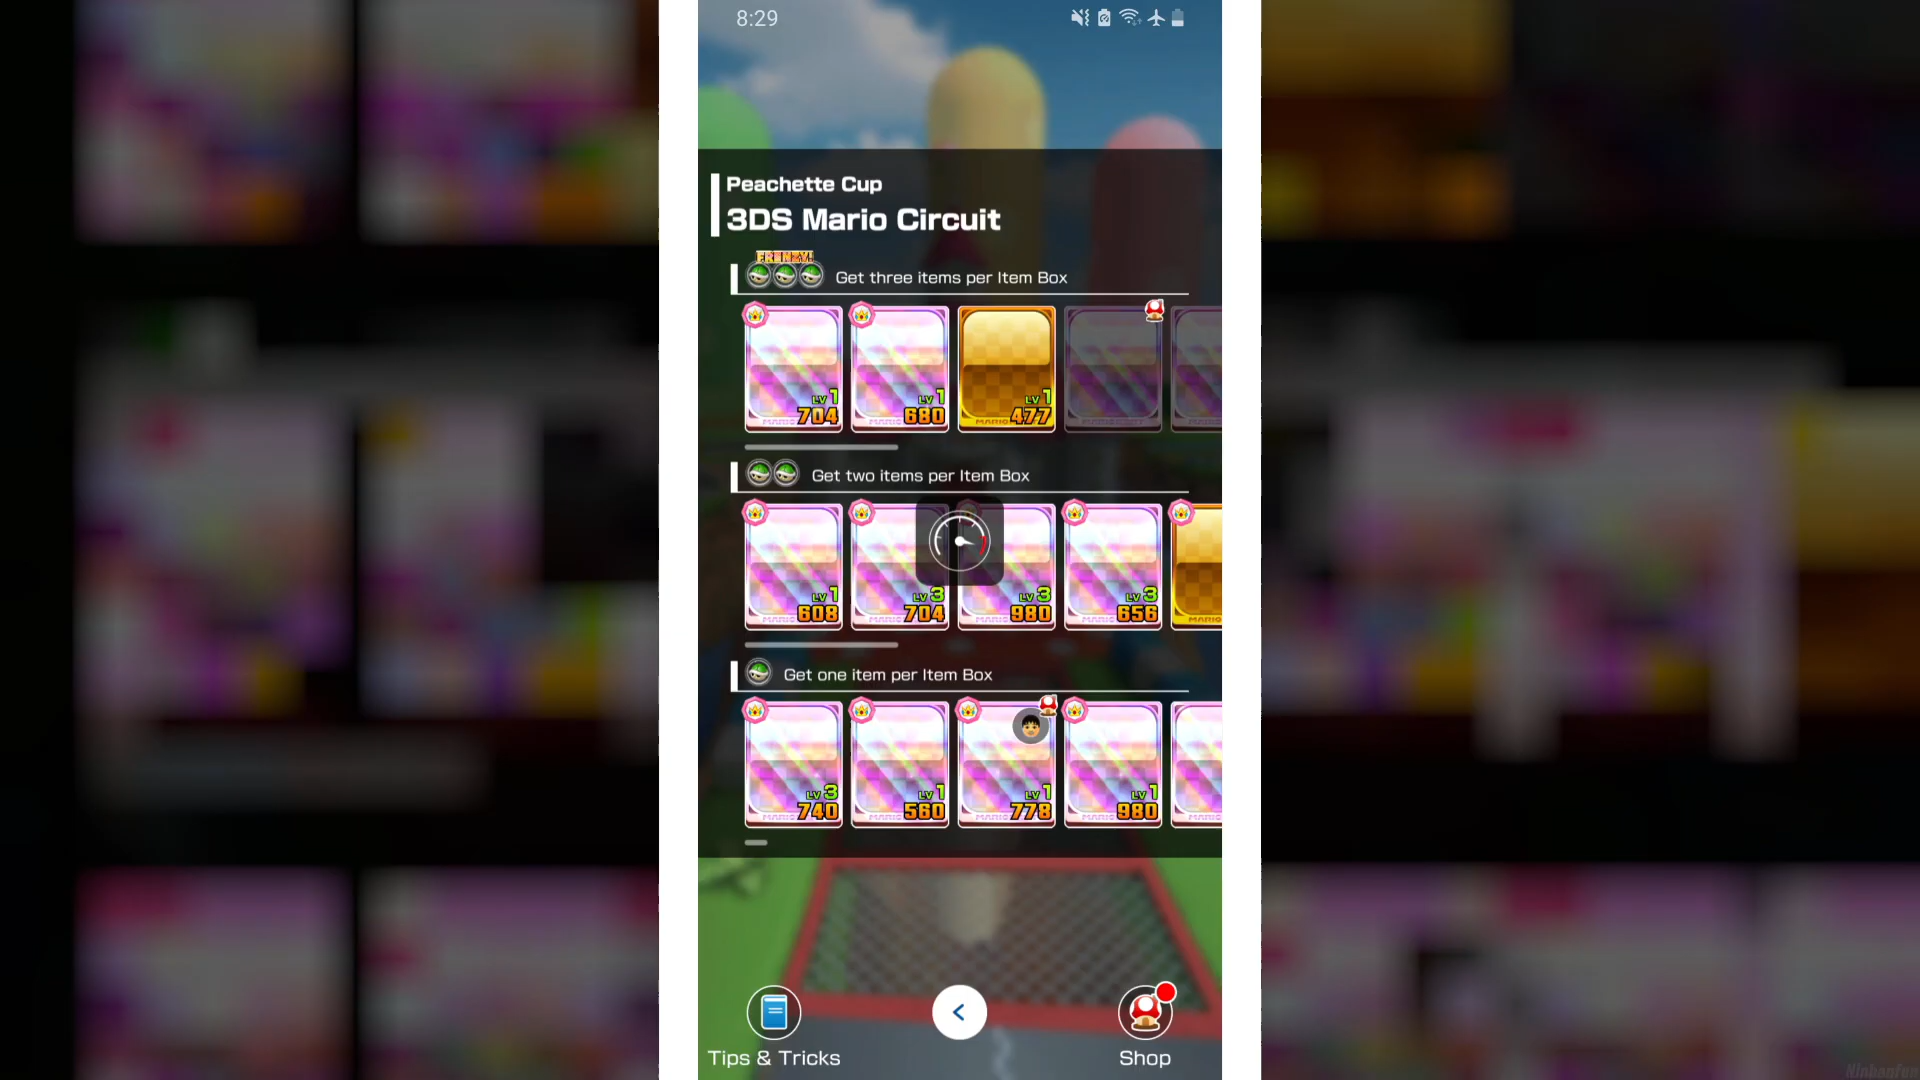 8:29
Peachette Cup
3DS Mario Circuit
FRENZY!
Get three items per Item Box
LV 1 LV 1 LV 1
704 680 477
Get two items per Item Box
LV 1 LV 3 LV 3 LV 3
608 704 980 656
MARIO
Get one item per Item Box
LV 3 LV 1 LV 1 LV 1
740 560 778 980
Tips & Tricks
Shop